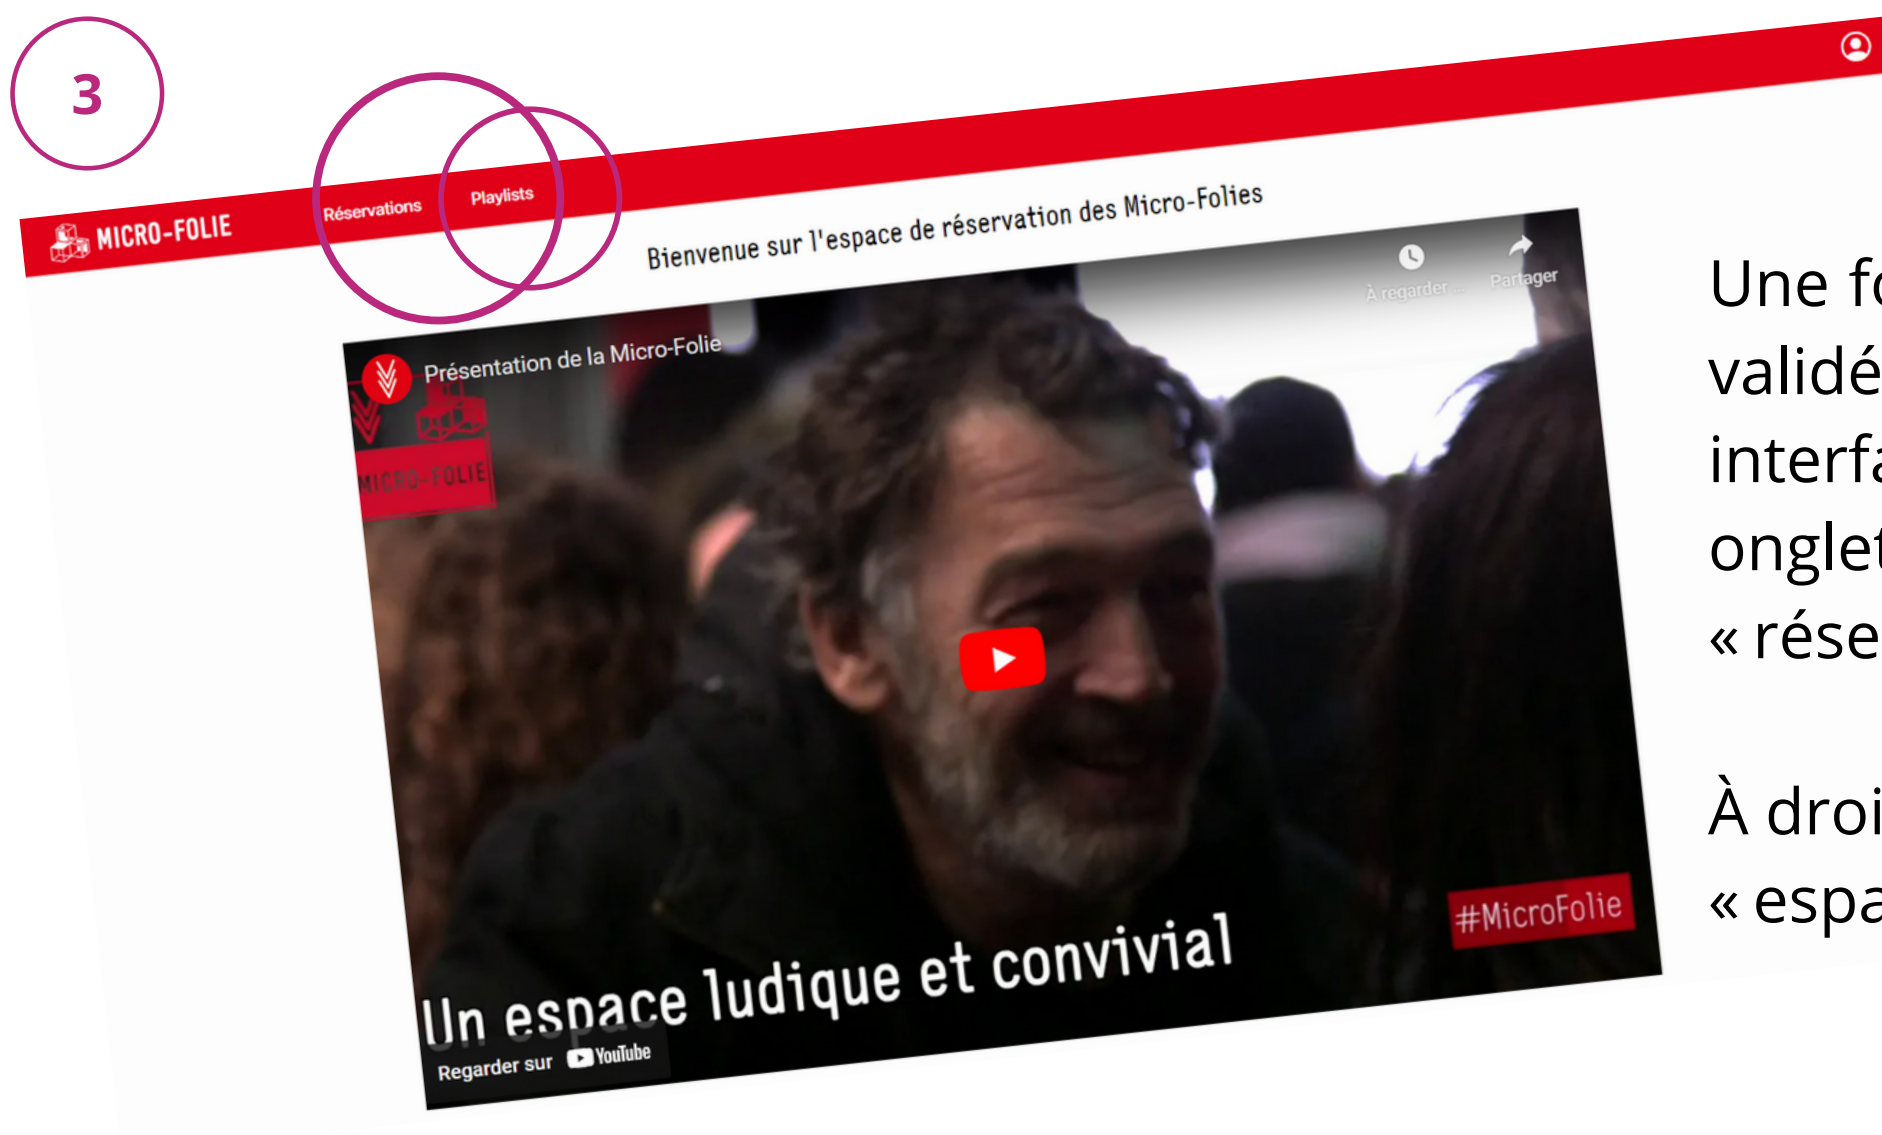 3
MICRO-FOLIE
Réservations
Playlists
Bienvenue sur l'espace de réservation des Micro-Folies
Présentation de la Micro-Folie
À regarder ...
Partager
MICRO-FOLIE
#MicroFolie
Un espace ludique et convivial
Regarder sur YouTube
Une fo
validé
interfa
onglet
« rése
À droi
« espa